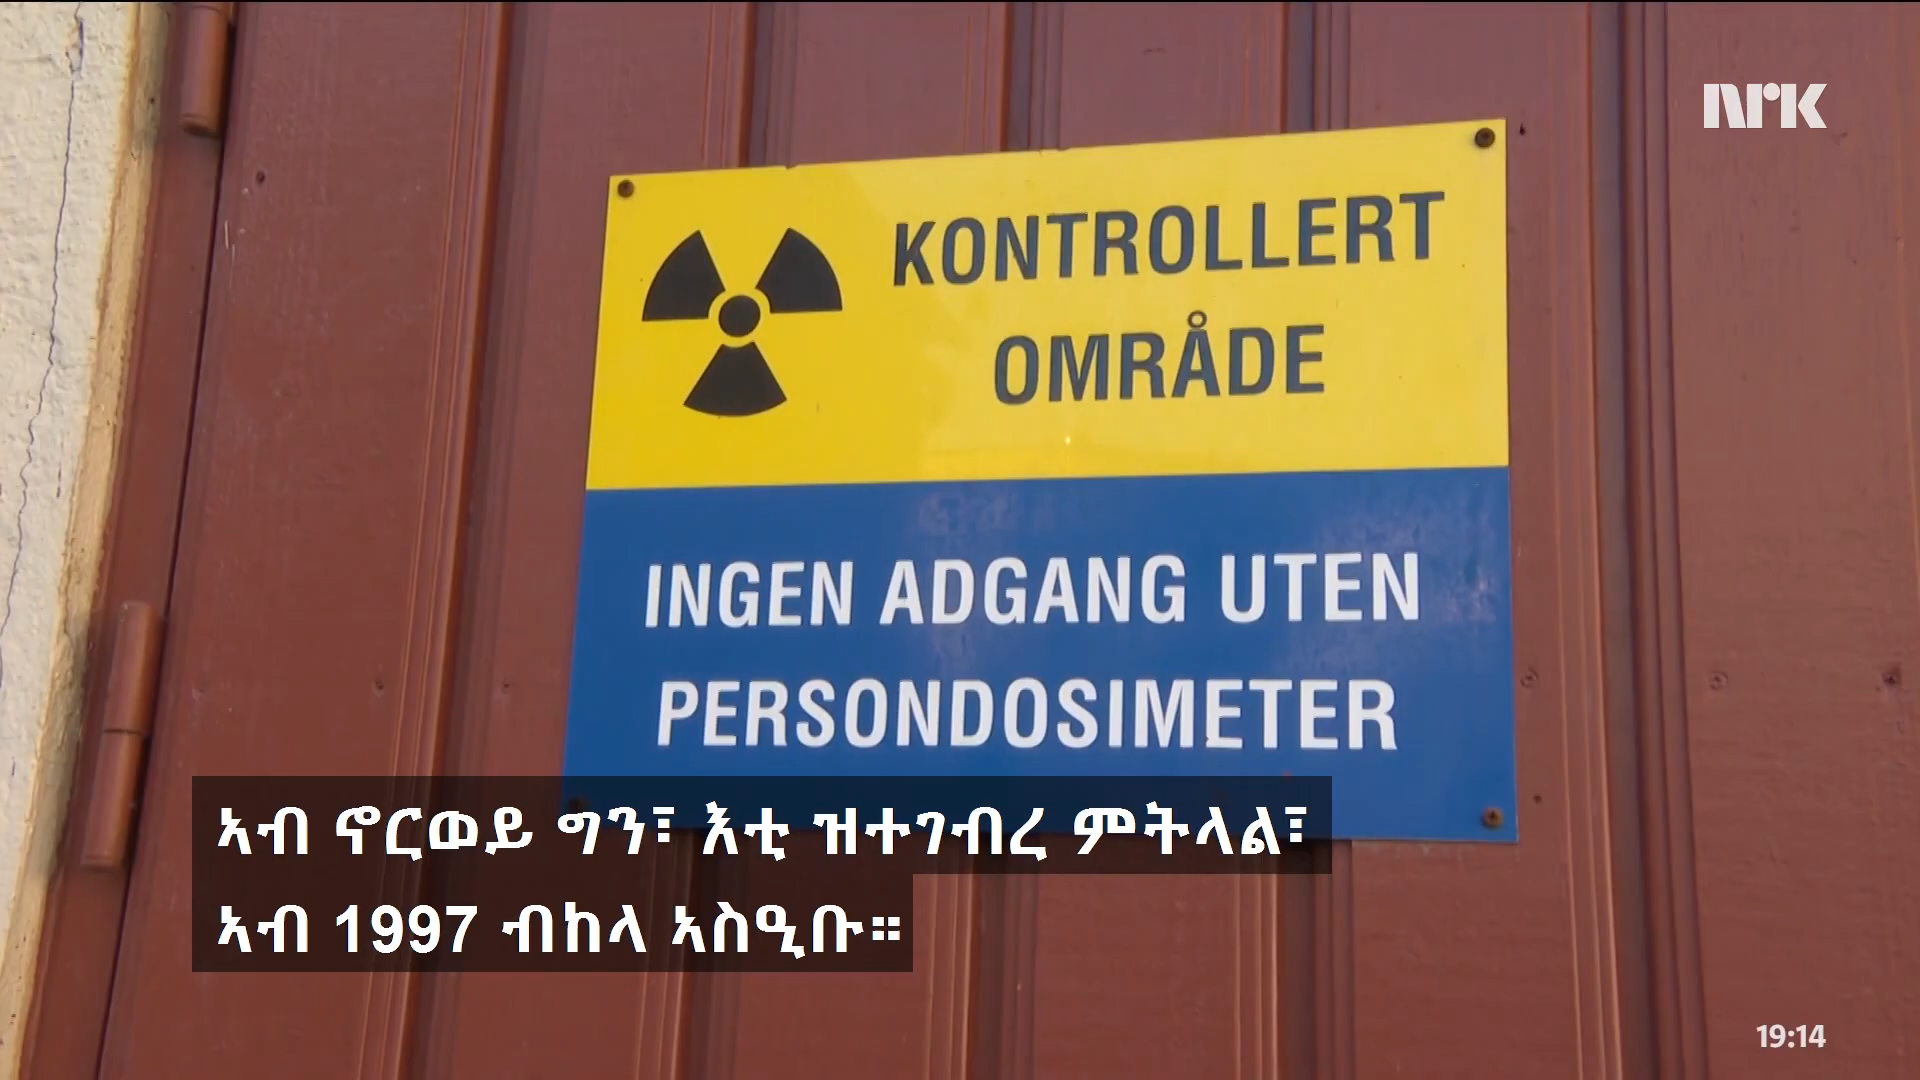 NRK
KONTROLLERT
OMRÅDE
INGEN ADGANG UTEN
PERSONDOSIMETER
ኣብ ኖርወይ ግን፣ እቲ ዝተገብረ ምትላል፣
ኣብ 1997 ብከላ ኣስዒቡ።
19:14